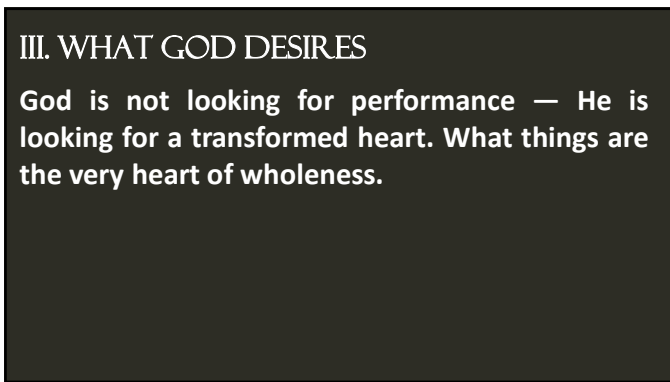 III. WHAT GOD DESIRES
God is not looking for performance — He is
looking for a transformed heart. What things are
the very heart of wholeness.